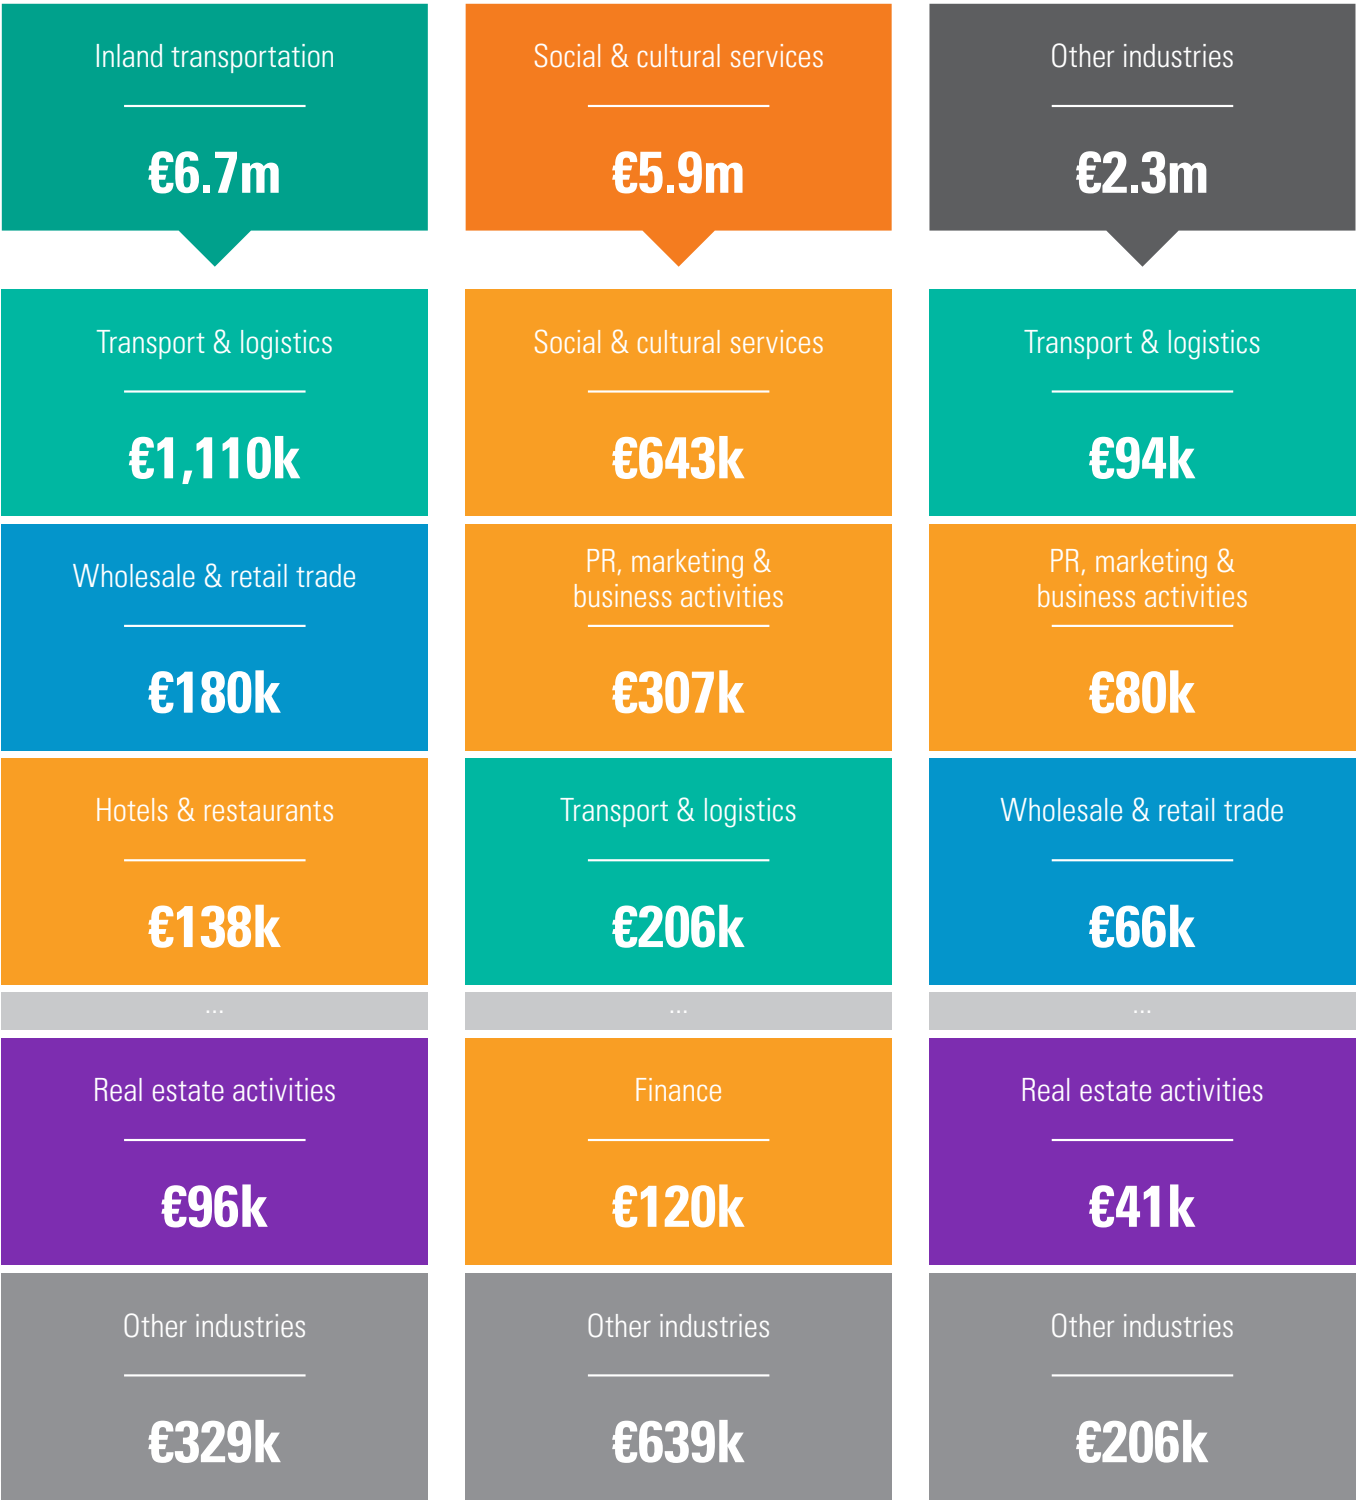 Inland transportation
€6.7m
Transport & logistics
€1,110k
Wholesale & retail trade
€180k
Hotels & restaurants
€138k
...
Real estate activities
€96k
Other industries
€329k
Social & cultural services
€5.9m
Social & cultural services
€643k
PR, marketing &
business activities
€307k
Transport & logistics
€206k
...
Finance
€120k
Other industries
€639k
Other industries
€2.3m
Transport & logistics
€94k
PR, marketing &
business activities
€80k
Wholesale & retail trade
€66k
...
Real estate activities
€41k
Other industries
€206k